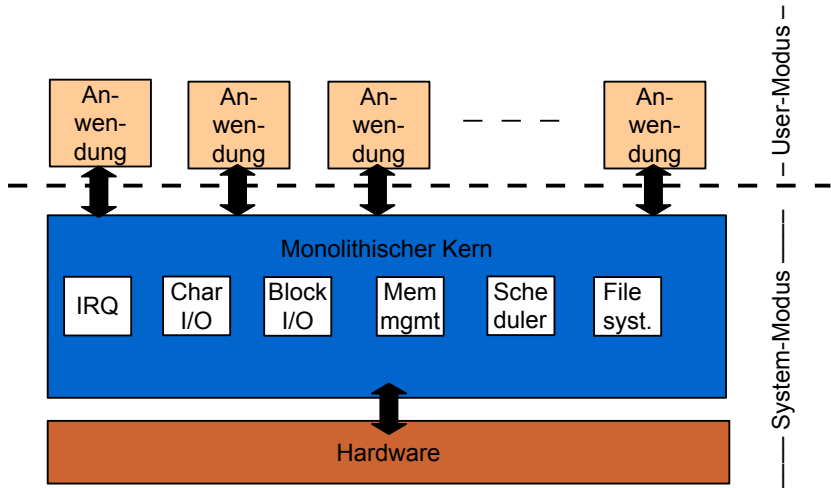 An-
wen-
dung
An-
wen-
dung
An-
wen-
dung
An-
wen-
dung
User-Modus
Monolithischer Kern
IRQ
Char
I/O
Block
I/O
Mem
mgmt
Sche
duler
File
syst.
System-Modus
Hardware